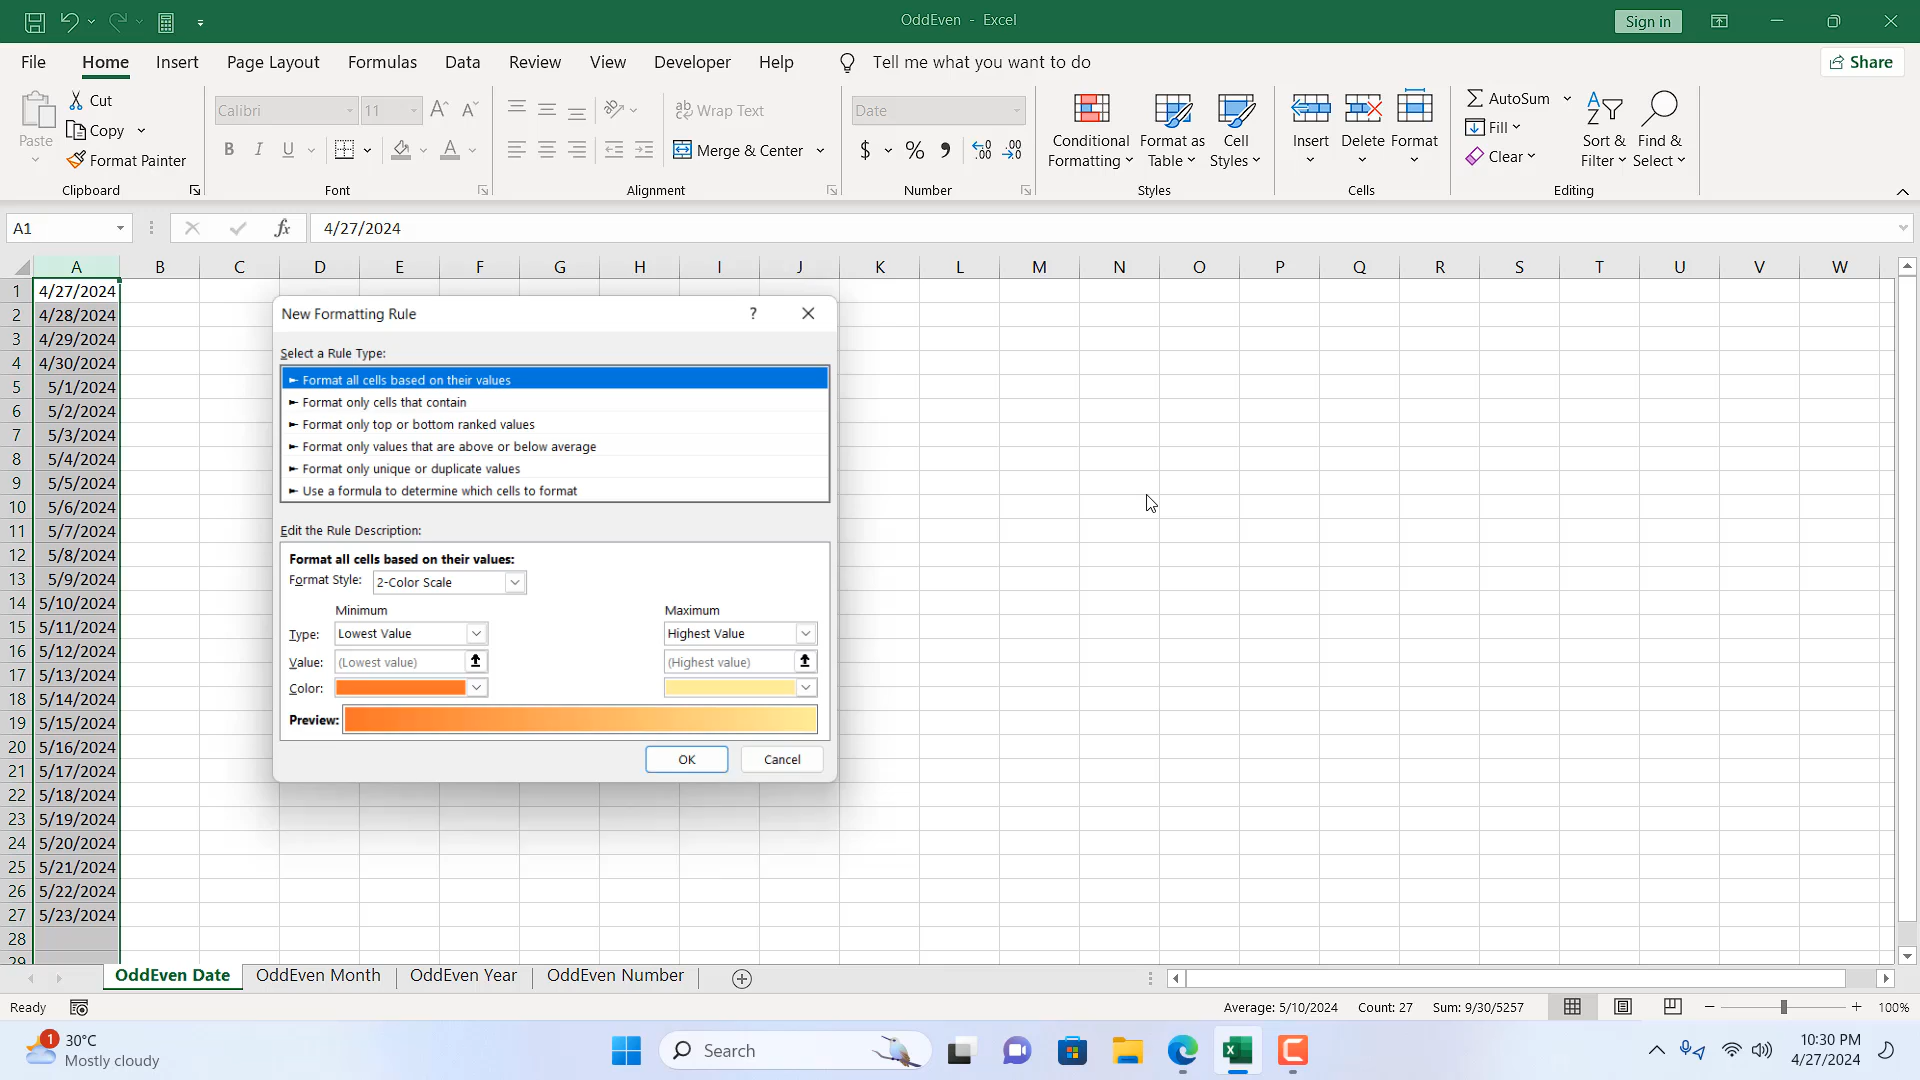 OddEven - Excel
Sign in
File Home Insert Page Layout Formulas Data Review View Developer Help Tell me what you want to do Share
Paste Cut Copy Format Painter Clipboard
Calibri 11 B I U Font
Wrap Text Merge & Center Alignment
Date $ % Number
Conditional Formatting Format as Table Cell Styles Styles
Insert Delete Format Cells
AutoSum Fill Clear Sort & Filter Find & Select Editing
A1 fx 4/27/2024
A B C D E F G H I J K L M N O P Q R S T U V W
1 4/27/2024
2 4/28/2024
3 4/29/2024
4 4/30/2024
5 5/1/2024
6 5/2/2024
7 5/3/2024
8 5/4/2024
9 5/5/2024
10 5/6/2024
11 5/7/2024
12 5/8/2024
13 5/9/2024
14 5/10/2024
15 5/11/2024
16 5/12/2024
17 5/13/2024
18 5/14/2024
19 5/15/2024
20 5/16/2024
21 5/17/2024
22 5/18/2024
23 5/19/2024
24 5/20/2024
25 5/21/2024
26 5/22/2024
27 5/23/2024
28
29
New Formatting Rule ?
Select a Rule Type:
Format all cells based on their values
Format only cells that contain
Format only top or bottom ranked values
Format only values that are above or below average
Format only unique or duplicate values
Use a formula to determine which cells to format
Edit the Rule Description:
Format all cells based on their values:
Format Style: 2-Color Scale
Minimum Maximum
Type: Lowest Value Highest Value
Value: (Lowest value) (Highest value)
Color:
Preview:
OK Cancel
OddEven Date OddEven Month OddEven Year OddEven Number
Ready Average: 5/10/2024 Count: 27 Sum: 9/30/5257 100%
1 30°C
Mostly cloudy
Search
10:30 PM
4/27/2024